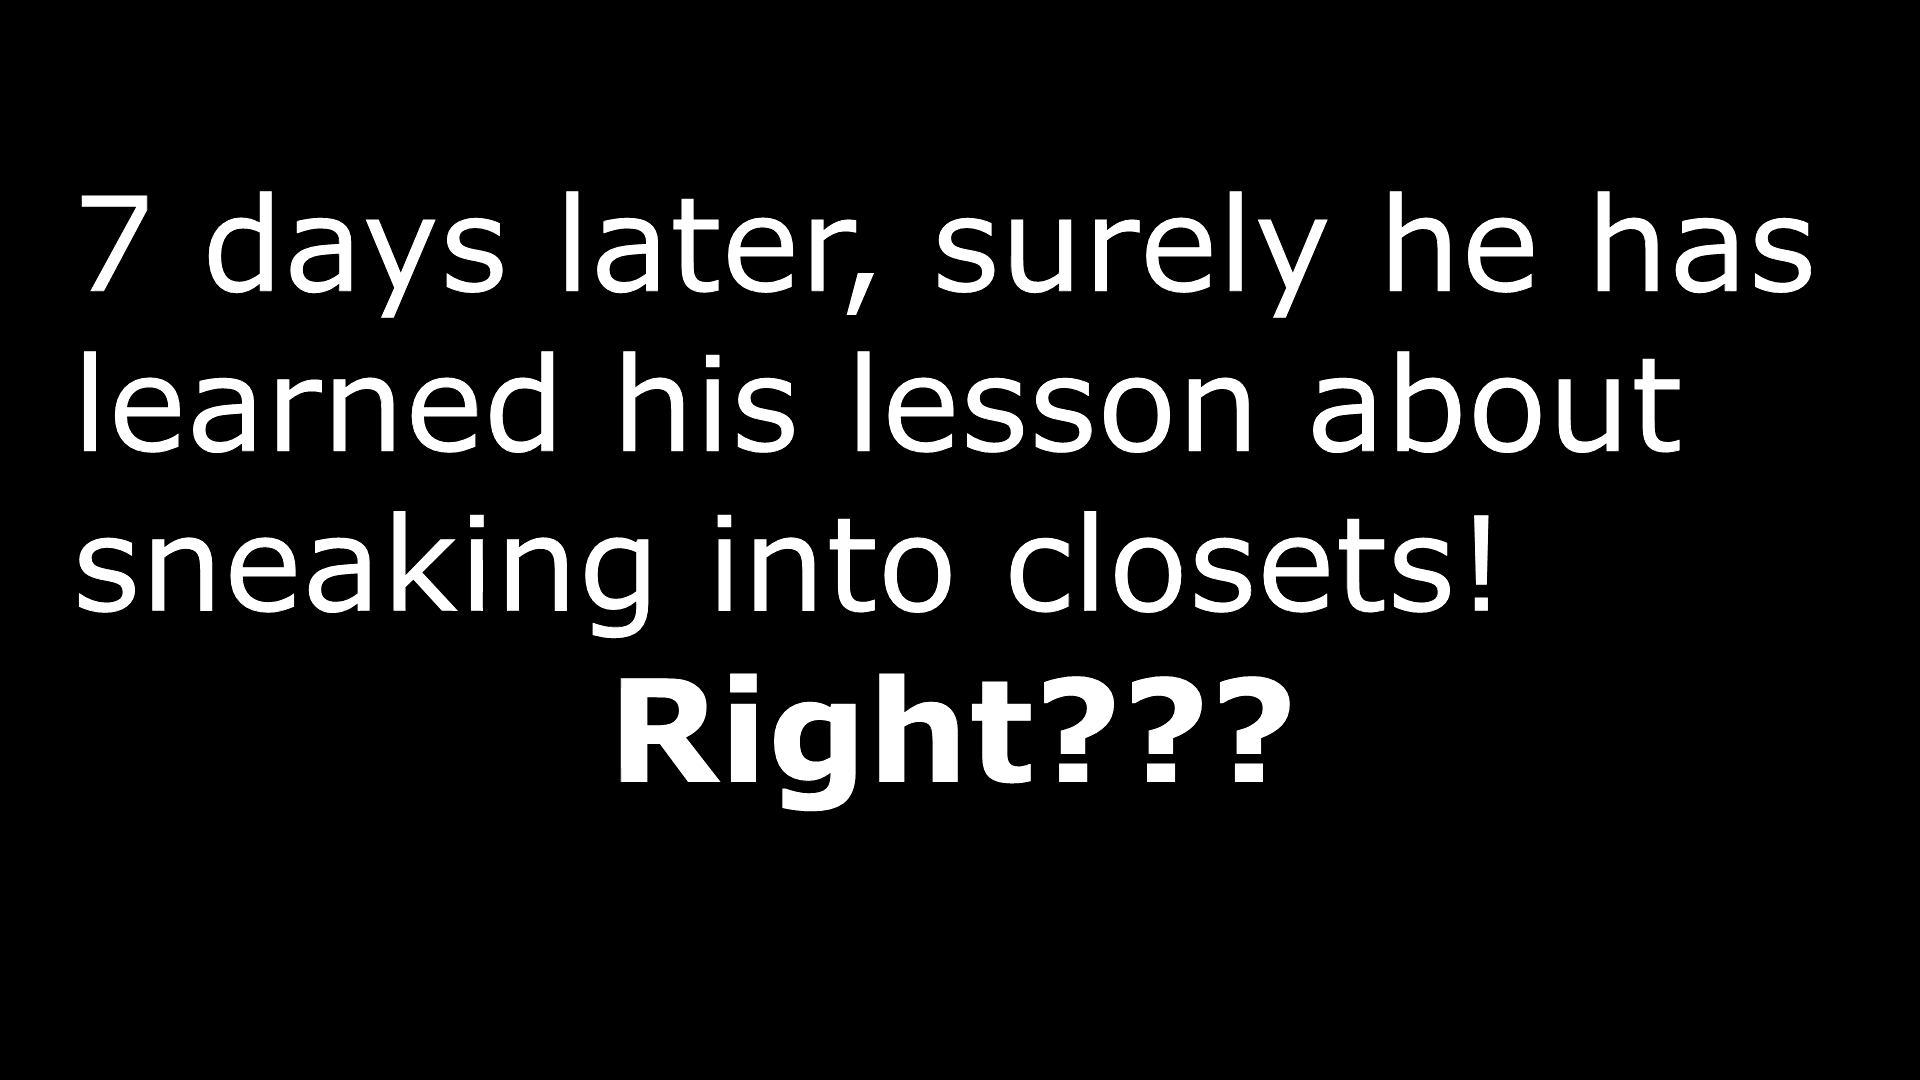 7 days later, surely he has
learned his lesson about
sneaking into closets!
Right???